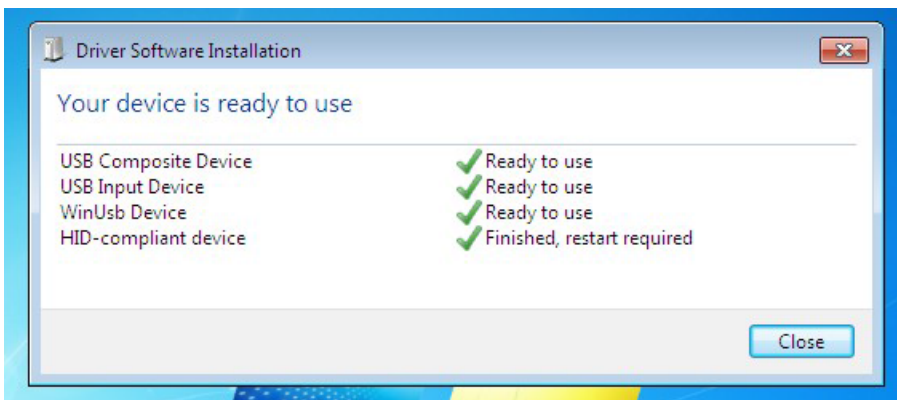 Driver Software Installation
Your device is ready to use
USB Composite Device Ready to use
USB Input Device Ready to use
WinUsb Device Ready to use
HID-compliant device Finished, restart required
Close